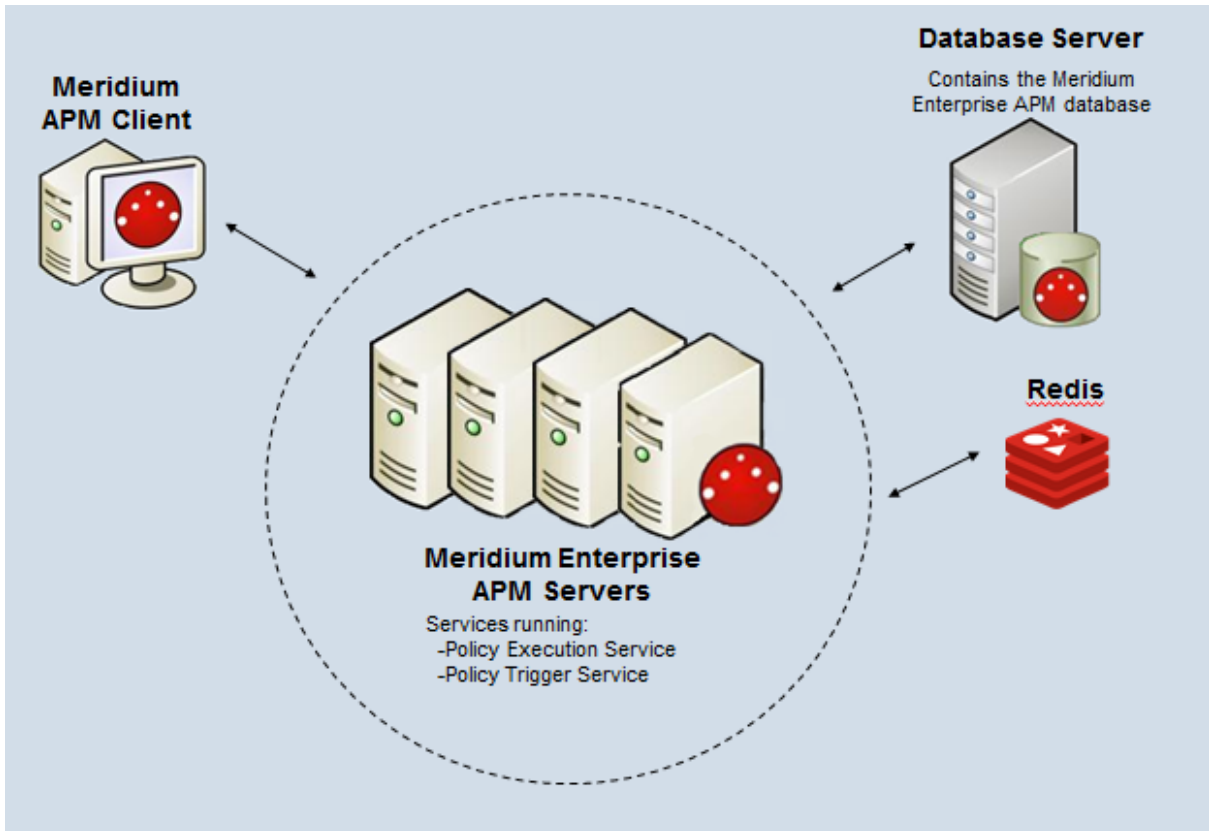 Meridium
APM Client
Database Server
Contains the Meridium
Enterprise APM database
Redis
Meridium Enterprise
APM Servers
Services running:
-Policy Execution Service
-Policy Trigger Service